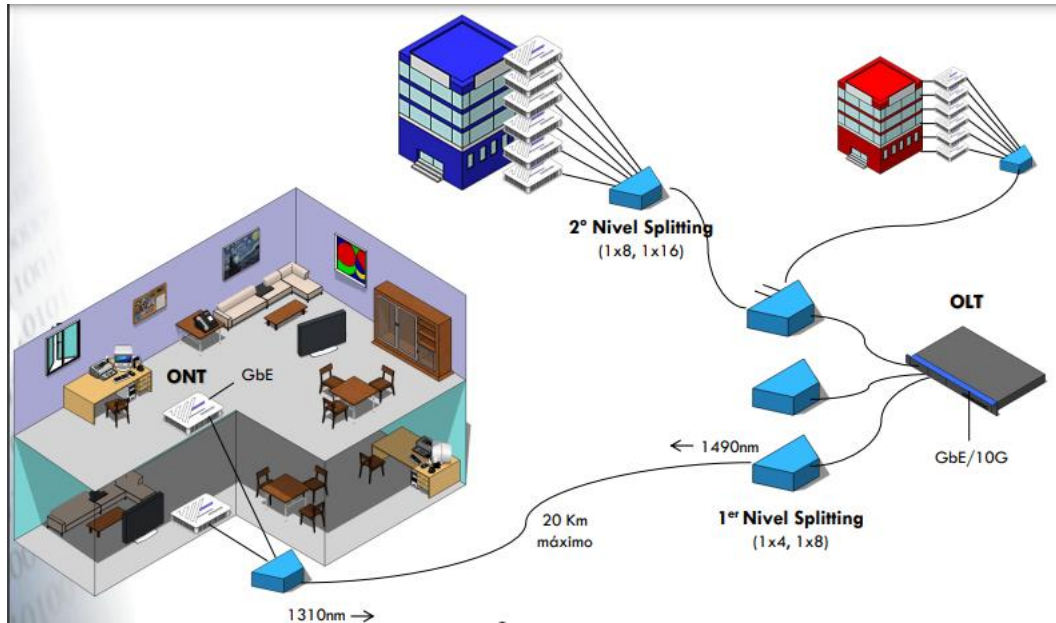 2º Nivel Splitting
(1x8, 1x16)
OLT
ONT
GbE
1490nm
GbE/10G
1er Nivel Splitting
(1x4, 1x8)
20 Km
máximo
1310nm